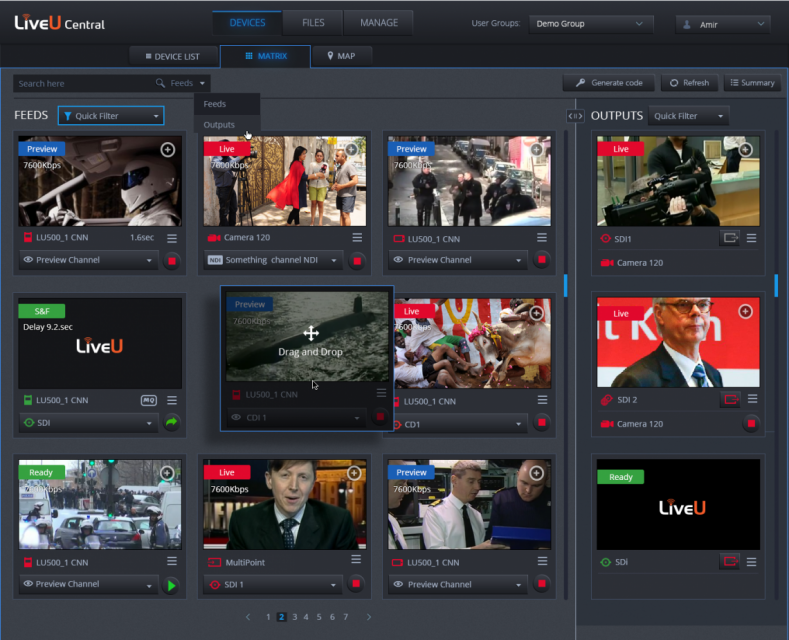 LiveU Central
DEVICES
FILES
MANAGE
User Groups:
Demo Group
Amir
DEVICE LIST
MATRIX
MAP
Search here
Feeds
Generate code
Refresh
Summary
Feeds
Outputs
FEEDS
Quick Filter
OUTPUTS
Quick Filter
Preview
7600Kbps
LU500_1 CNN
1.6sec
Preview Channel
Live
7600Kbps
Camera 120
NDI
Something channel NDI
Preview
7600Kbps
LU500_1 CNN
Preview Channel
Live
SDI1
Camera 120
S&F
Delay 9.2.sec
LiveU
LU500_1 CNN
MQ
SDI
Preview
7600Kbps
Drag and Drop
LU500_1 CNN
CDI 1
Live
7600Kbps
LU500_1 CNN
CD1
Live
SDI 2
Camera 120
Ready
7600Kbps
LU500_1 CNN
Preview Channel
Live
7600Kbps
MultiPoint
SDI 1
Preview
7600Kbps
LU500_1 CNN
Preview Channel
Ready
LiveU
SDi
< 1 2 3 4 5 6 7 >